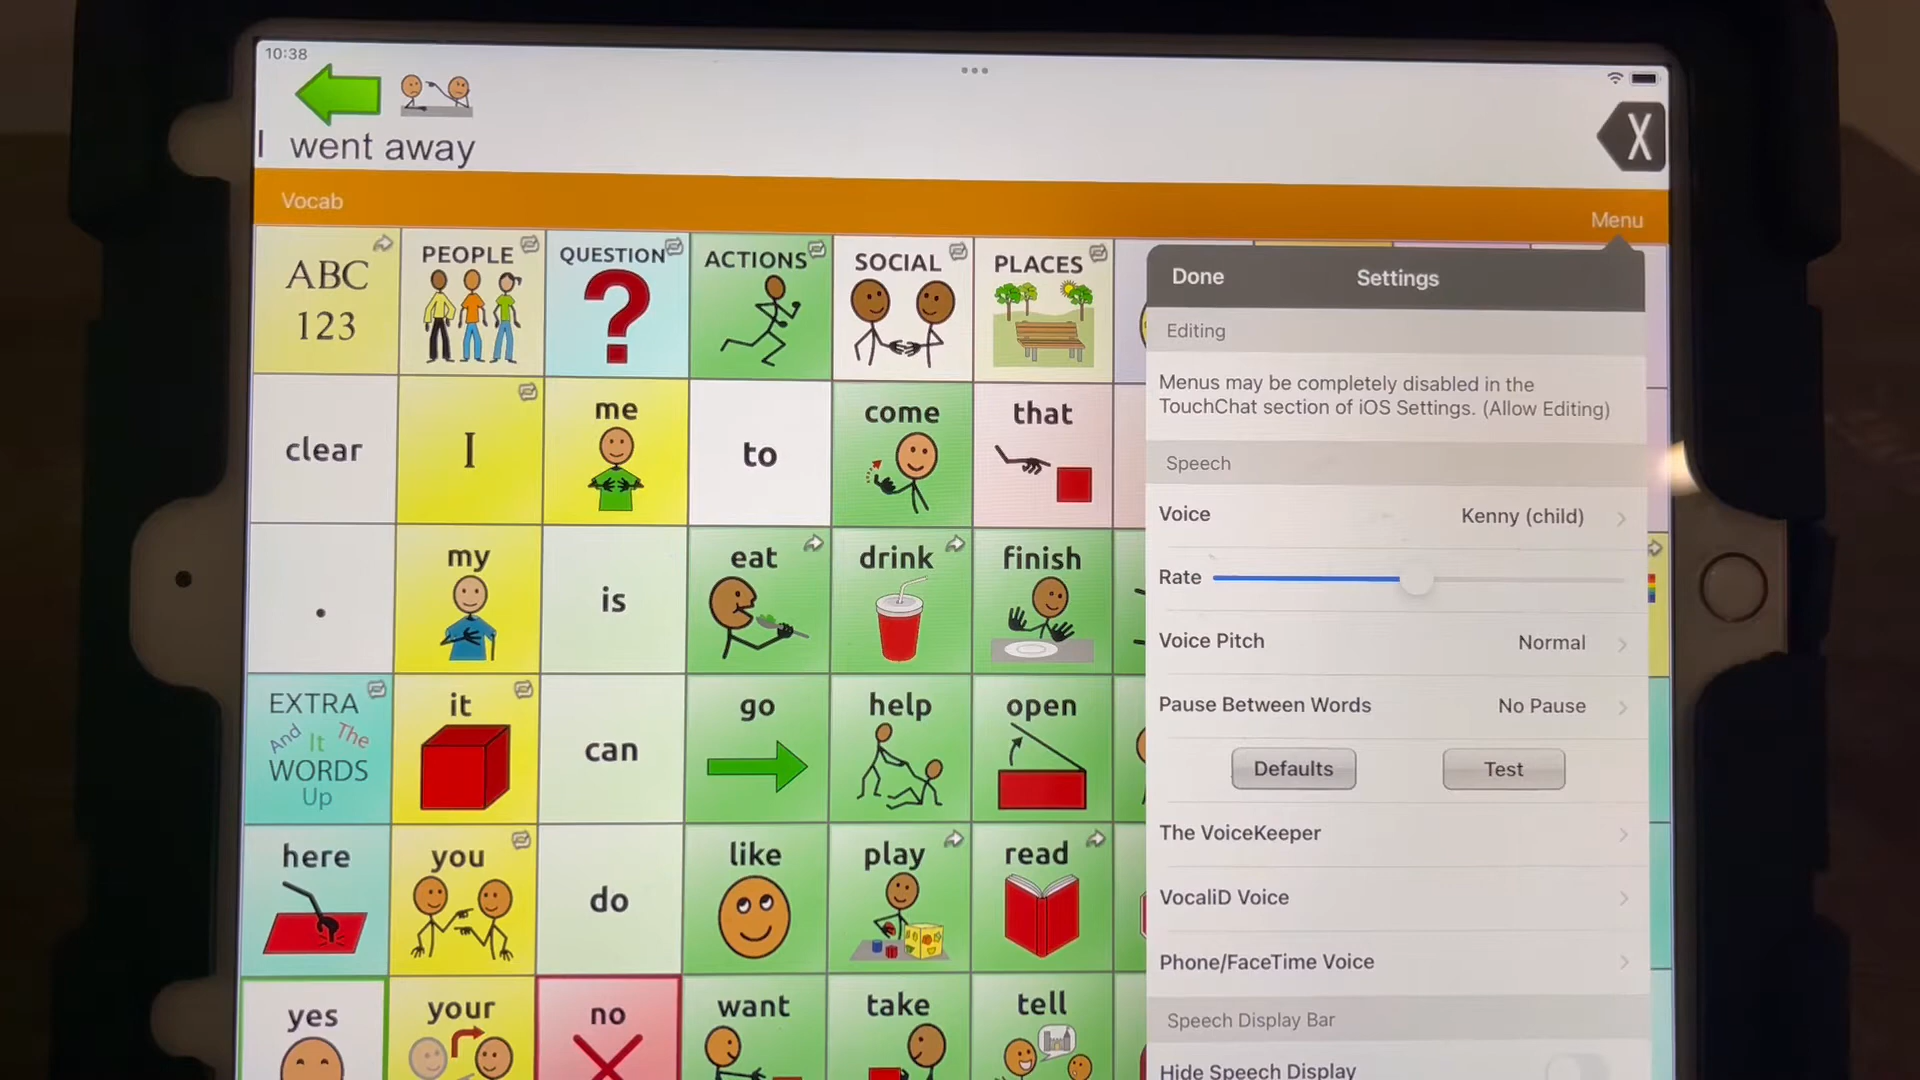 10:38
I went away
X
Vocab
Menu
ABC
123
PEOPLE
QUESTION
?
ACTIONS
SOCIAL
PLACES
clear
I
me
to
come
that
.
my
is
eat
drink
finish
EXTRA
And It The
WORDS
Up
it
can
go
help
open
here
you
do
like
play
read
yes
your
no
want
take
tell
Done
Settings
Editing
Menus may be completely disabled in the
TouchChat section of iOS Settings. (Allow Editing)
Speech
Voice Kenny (child)
Rate
Voice Pitch Normal
Pause Between Words No Pause
Defaults Test
The VoiceKeeper
VocaliD Voice
Phone/FaceTime Voice
Speech Display Bar
Hide Speech Display